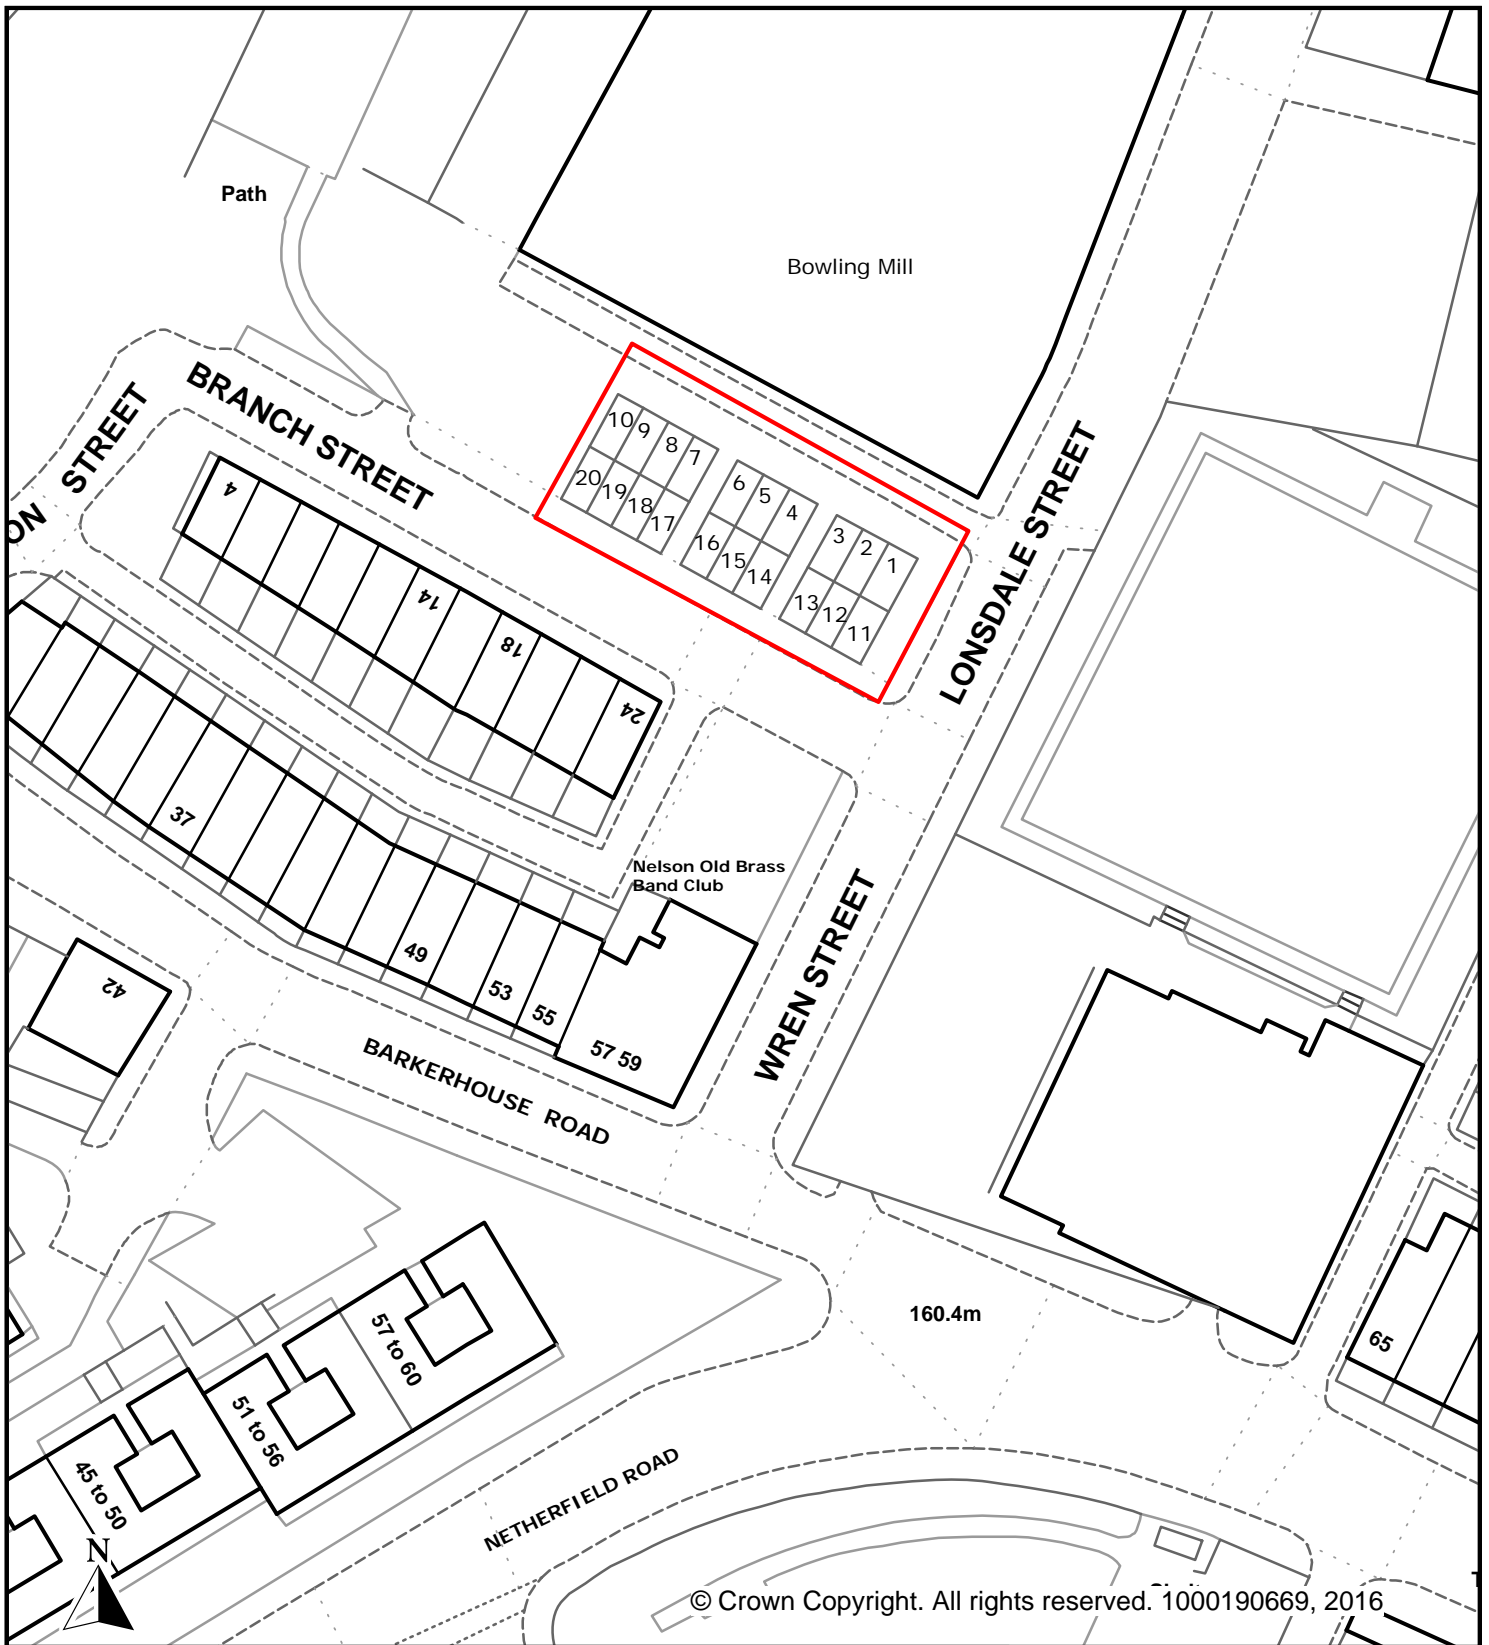 Path
Bowling Mill
BRANCH STREET
STREET
ON
LONSDALE STREET
10 9 8 7
20 19 18 17
6 5 4
16 15 14
3 2 1
13 12 11
4
14
18
24
37
49
53
55
57 59
Nelson Old Brass
Band Club
WREN STREET
42
BARKERHOUSE ROAD
160.4m
65
57 to 60
51 to 56
45 to 50
NETHERFIELD ROAD
N
© Crown Copyright. All rights reserved. 1000190669, 2016